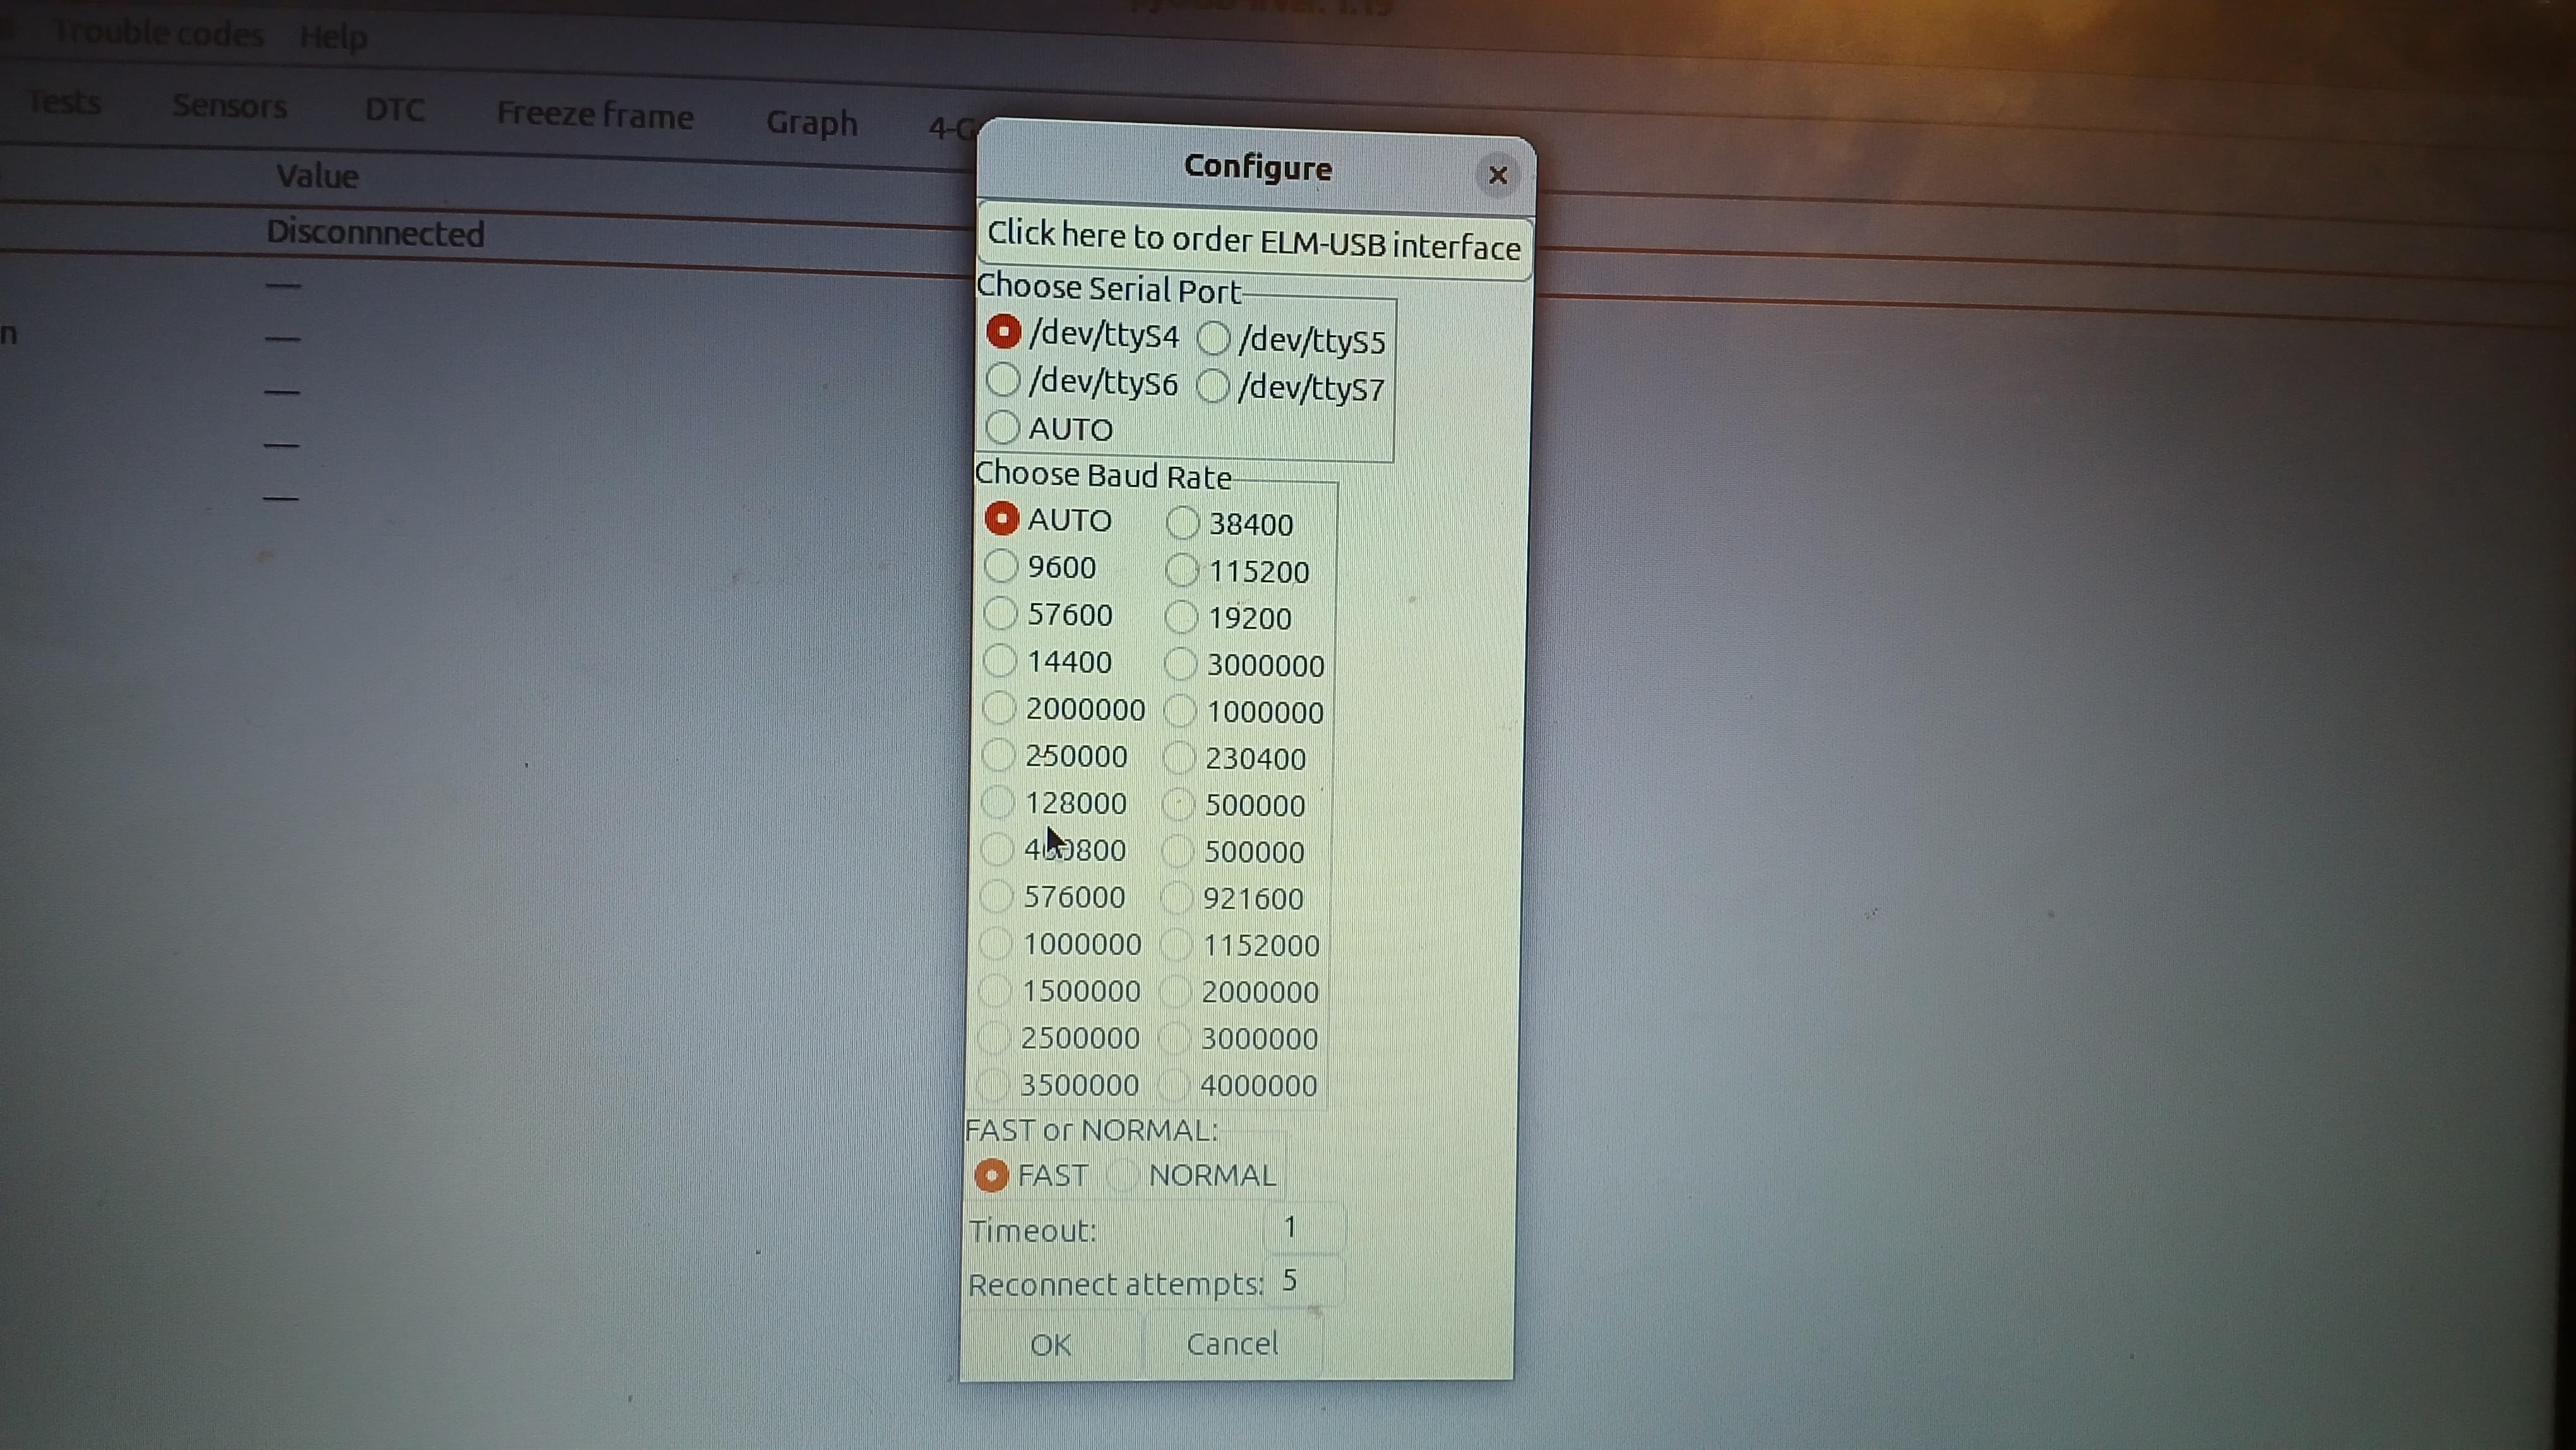 Trouble codes Help
Tests Sensors DTC Freeze frame Graph 4-G
Value
Disconnnected
—
n —
—
—
—
Configure
Click here to order ELM-USB interface
Choose Serial Port
/dev/ttyS4 /dev/ttyS5
/dev/ttyS6 /dev/ttyS7
AUTO
Choose Baud Rate
AUTO 38400
9600 115200
57600 19200
14400 3000000
2000000 1000000
250000 230400
128000 500000
500000
576000 921600
1000000 1152000
1500000 2000000
2500000 3000000
3500000 4000000
FAST or NORMAL:
FAST NORMAL
Timeout: 1
Reconnect attempts: 5
OK Cancel